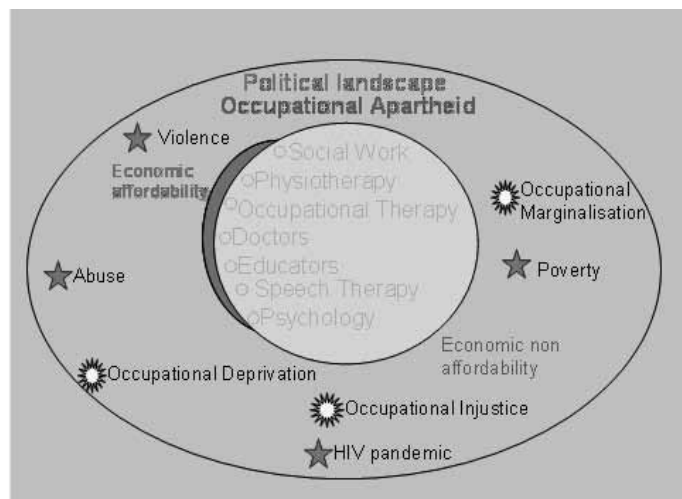 Political landscape
Occupational Apartheid
Violence
Economic
affordability
Social Work
Physiotherapy
Occupational Therapy
Doctors
Educators
Speech Therapy
Psychology
Occupational
Marginalisation
Abuse
Poverty
Economic non
affordability
Occupational Deprivation
Occupational Injustice
HIV pandemic